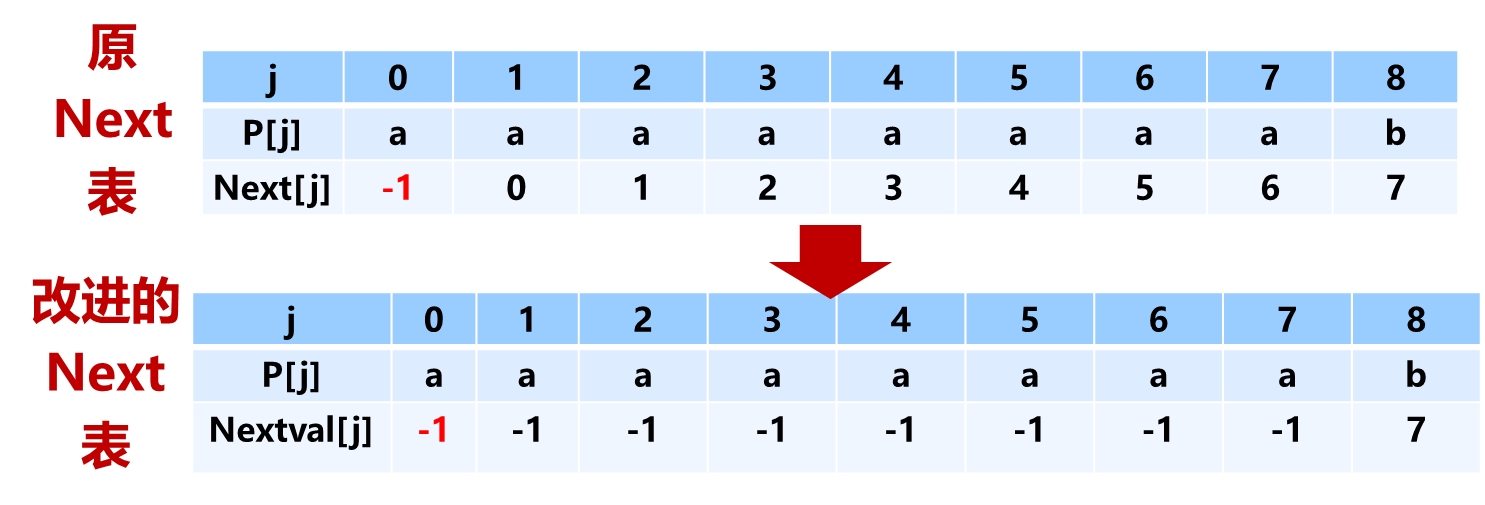 原
Next
表
j 0 1 2 3 4 5 6 7 8
P[j] a a a a a a a a b
Next[j] -1 0 1 2 3 4 5 6 7
改进的
Next
表
j 0 1 2 3 4 5 6 7 8
P[j] a a a a a a a a b
Nextval[j] -1 -1 -1 -1 -1 -1 -1 -1 7